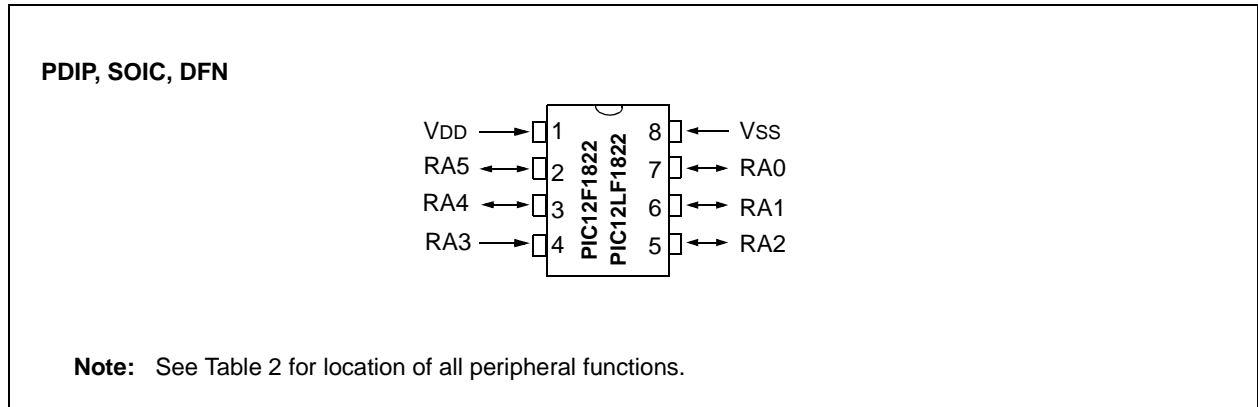 PDIP, SOIC, DFN
VDD 1 8 VSS
RA5 2 7 RA0
RA4 3 6 RA1
RA3 4 5 RA2
PIC12F1822
PIC12LF1822
Note: See Table 2 for location of all peripheral functions.